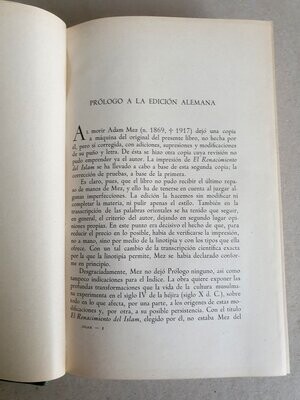 PRÓLOGO A LA EDICIÓN ALEMANA
AL morir Adam Mez (n. 1869, † 1917) dejó una copia
a máquina del original del presente libro, no hecha por
él, pero sí corregida, con adiciones, supresiones y modificaciones
de su puño y letra. De ésta se hizo otra copia cuya revisión no
pudo emprender ya el autor. La impresión de El Renacimiento
del Islam se ha llevado a cabo a base de esta segunda copia; la
corrección de pruebas, a base de la primera.
Es claro, pues, que el libro no pudo recibir el último repaso
de manos de Mez, y ello ha de tenerse en cuenta al juzgar algunas
imperfecciones. La edición la hacemos sin modificar ni
completar la materia, ni pulir apenas el estilo. También en la
transcripción de las palabras orientales se ha tenido que seguir,
en general, el criterio del autor, dejando en segundo lugar opiniones
propias. En este punto era decisivo el hecho de que, para
reducir el precio en lo posible, había de verificarse la impresión,
no a mano, sino por medio de la linotipia y con los tipos que ella
ofrece. Con un tal cambio de la transcripción científica exacta
por la que la linotipia permite, Mez se había declarado conforme
en principio.
Desgraciadamente, Mez no dejó Prólogo ninguno, así como
tampoco indicaciones para el Índice. La obra quiere exponer las
profundas transformaciones que la vida de la cultura musulmana
experimenta en el siglo IV de la héjira (siglo X d. C.), sobre
todo en lo que afecta, por una parte, a los orígenes de estas modificaciones
y, por otra, a su posible persistencia. Con el título
El Renacimiento del Islam, elegido por él, no estaba Mez del